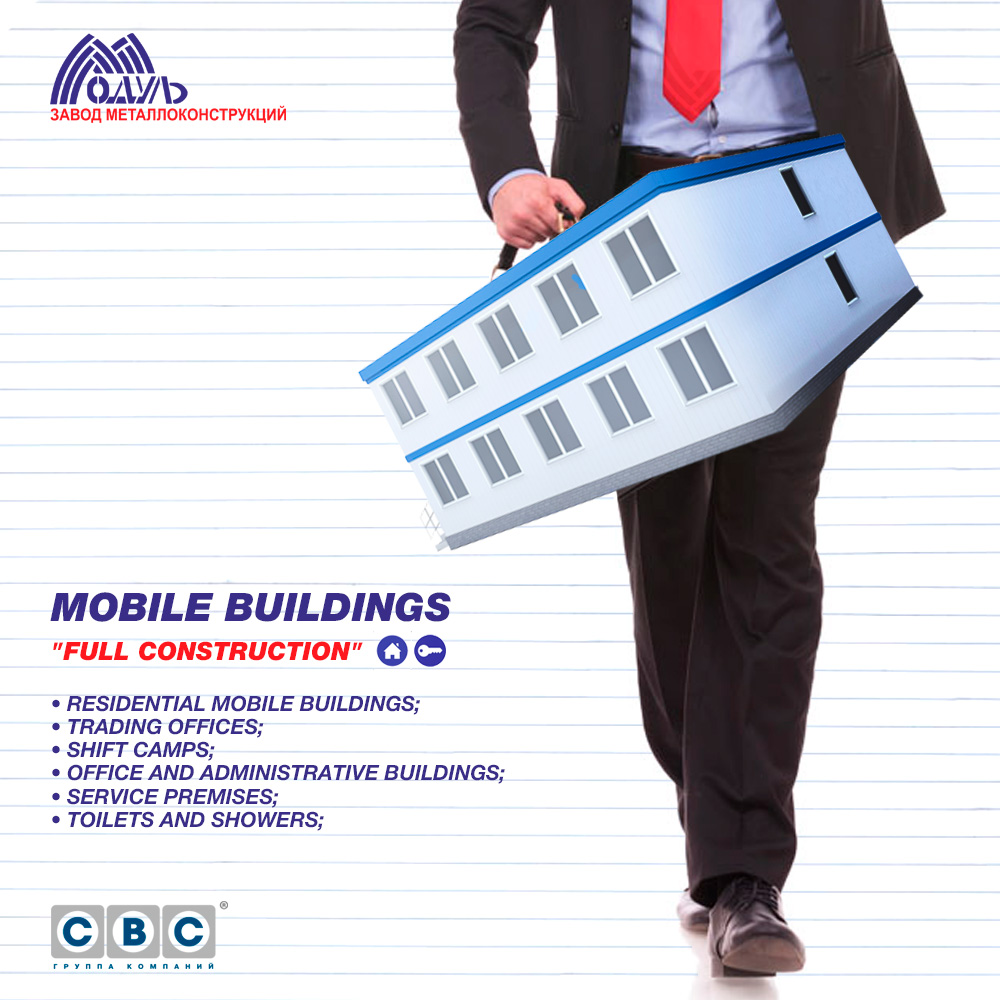 Модуль
ЗАВОД МЕТАЛЛОКОНСТРУКЦИЙ
MOBILE BUILDINGS
"FULL CONSTRUCTION"
• RESIDENTIAL MOBILE BUILDINGS;
• TRADING OFFICES;
• SHIFT CAMPS;
• OFFICE AND ADMINISTRATIVE BUILDINGS;
• SERVICE PREMISES;
• TOILETS AND SHOWERS;
СВС®
ГРУППА КОМПАНИЙ